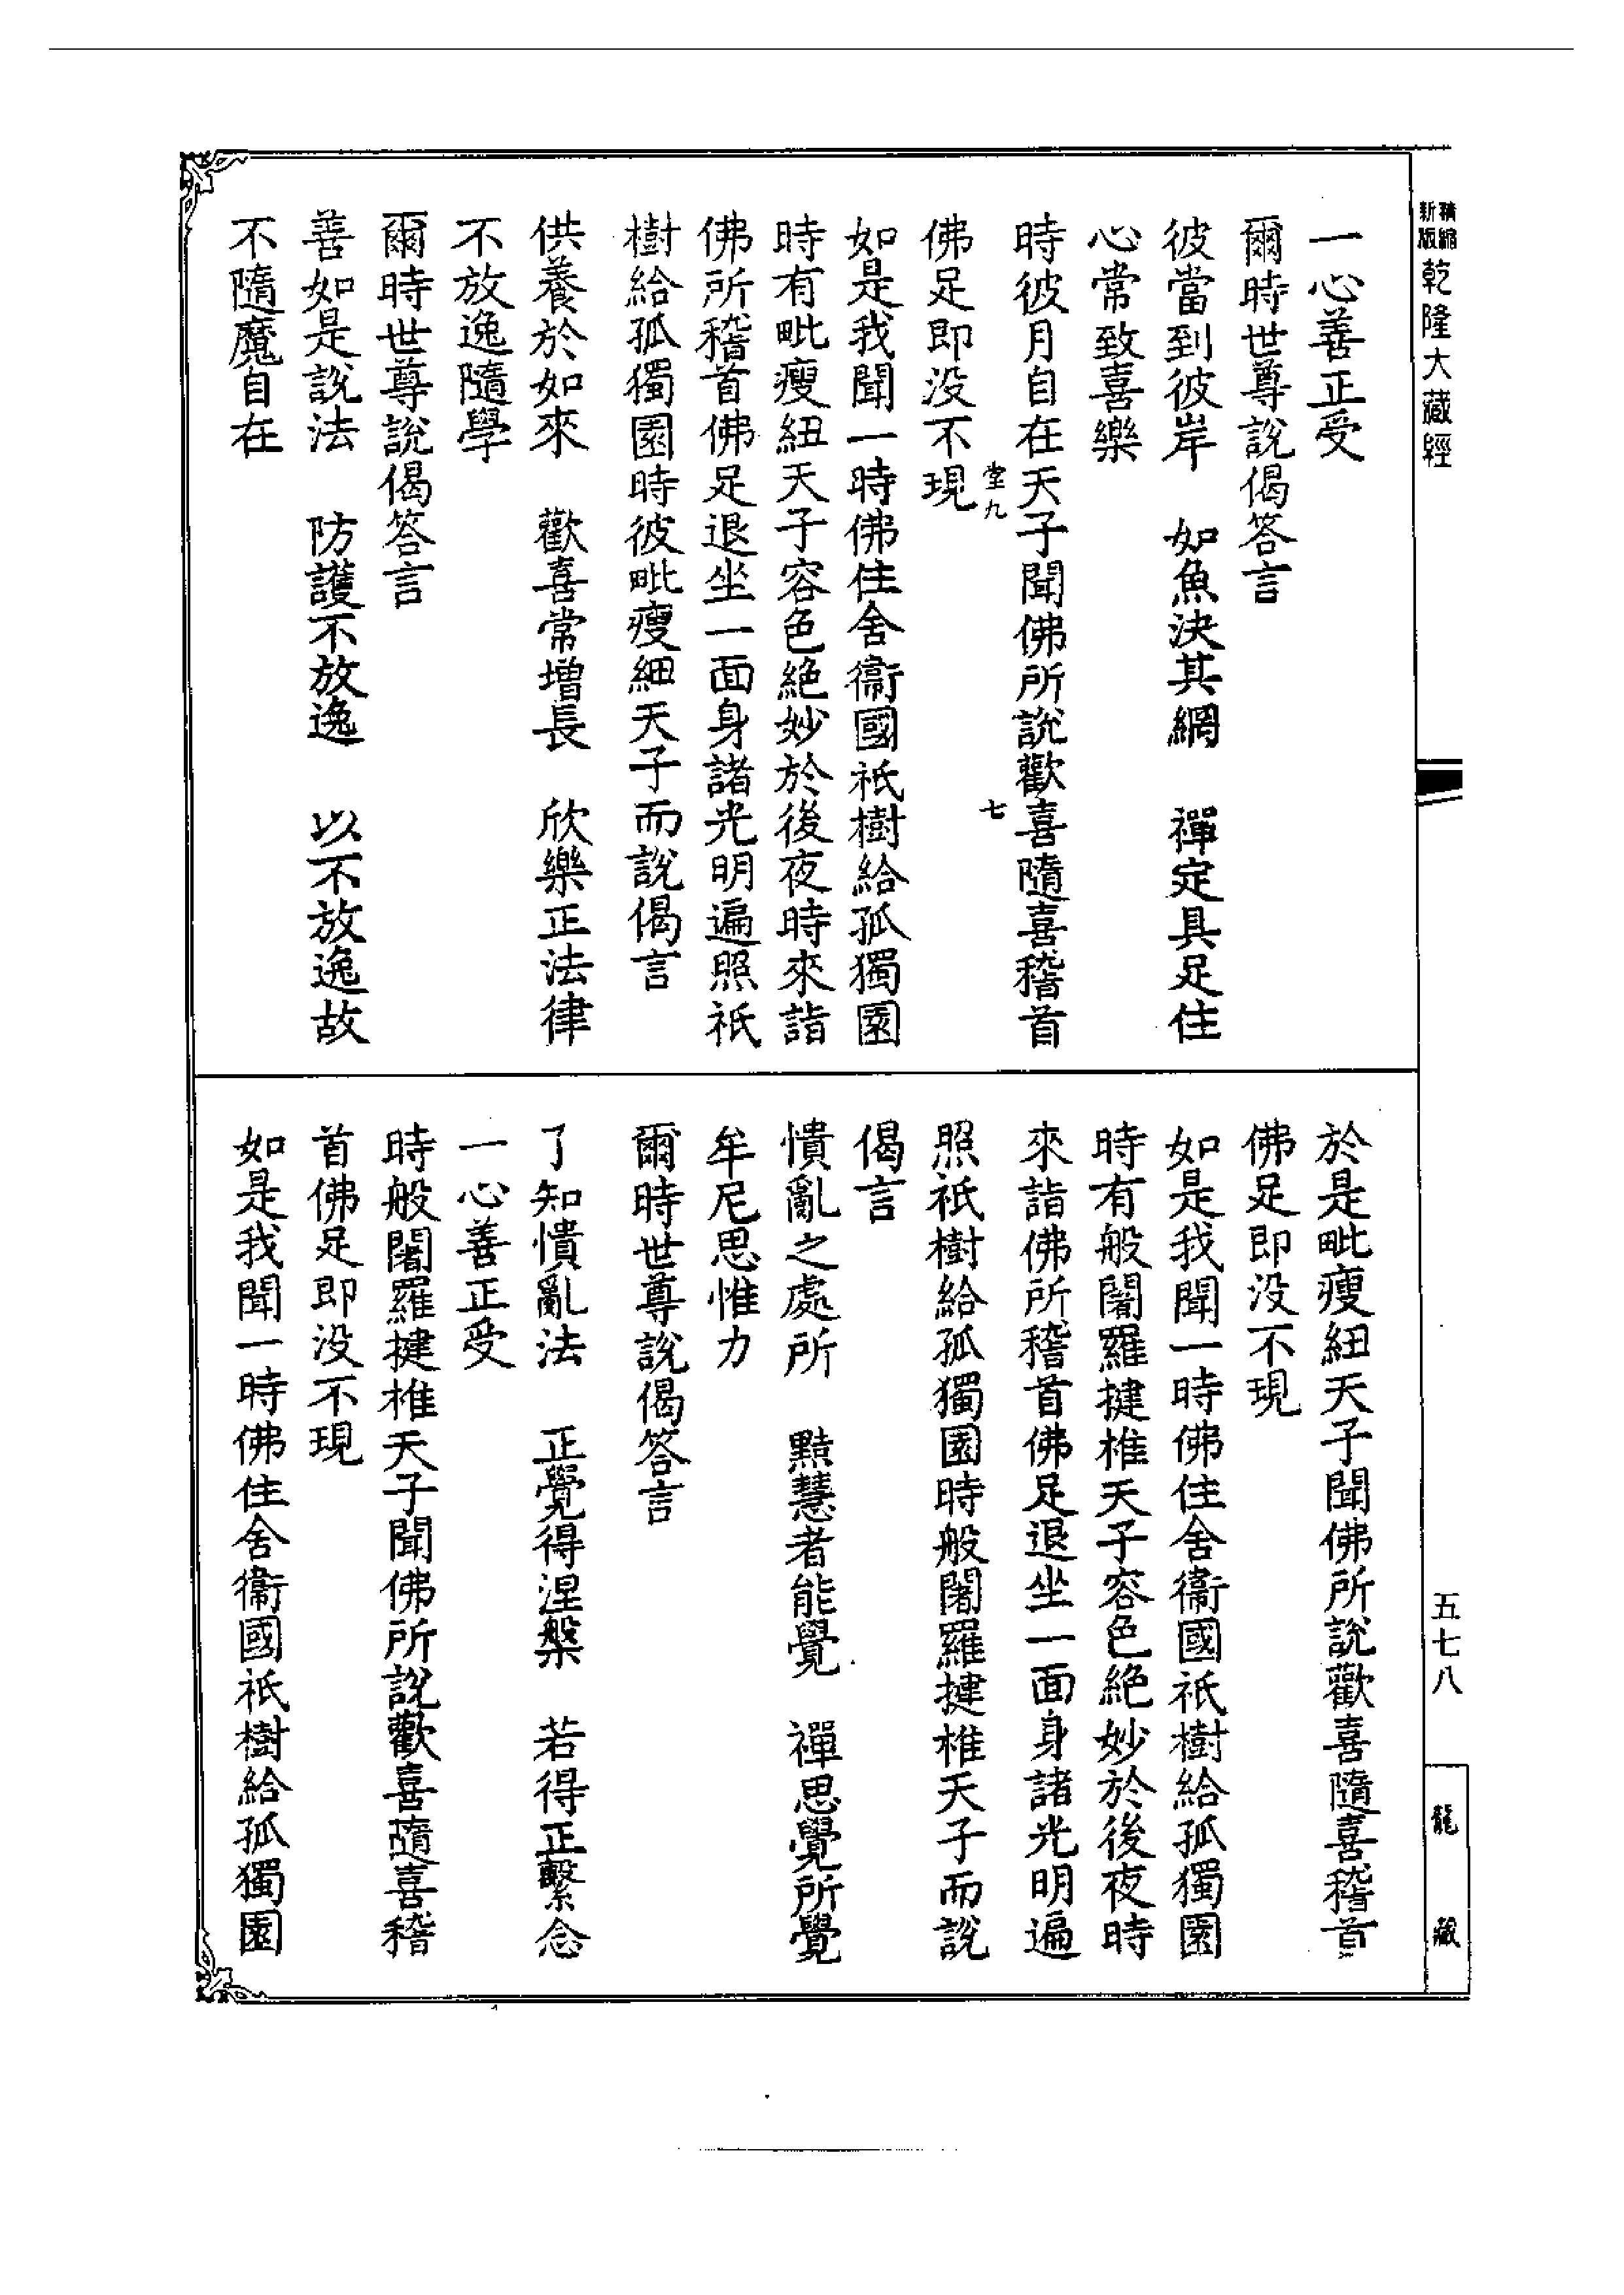 新版精縮乾隆大藏經
一心善正受
爾時世尊說偈答言
彼當到彼岸　如魚決其網　禪定具足住
心常致喜樂
時彼月自在天子聞佛所說歡喜隨喜稽首
堂九　七
佛足即没不現
如是我聞一時佛住舍衞國祇樹給孤獨園
時有毗瘦紐天子容色絶妙於後夜時來詣
佛所稽首佛足退坐一面身諸光明遍照祇
樹給孤獨園時彼毗瘦細天子而說偈言
供養於如來　歡喜常增長　欣樂正法律
不放逸隨學
爾時世尊說偈答言
善如是說法　防護不放逸　以不放逸故
不隨魔自在
於是毗瘦紐天子聞佛所說歡喜隨喜稽首
佛足即没不現
如是我聞一時佛住舍衞國祇樹給孤獨園
時有般闍羅揵椎天子容色絶妙於後夜時
來詣佛所稽首佛足退坐一面身諸光明遍
照祇樹給孤獨園時般闍羅揵椎天子而說
偈言
憒亂之處所　黠慧者能覺　禪思覺所覺
牟尼思惟力
爾時世尊說偈答言
了知憒亂法　正覺得涅槃　若得正繫念
一心善正受
時般闍羅揵椎天子聞佛所說歡喜隨喜稽
首佛足即没不現
如是我聞一時佛住舍衞國祇樹給孤獨園
五七八
龍藏